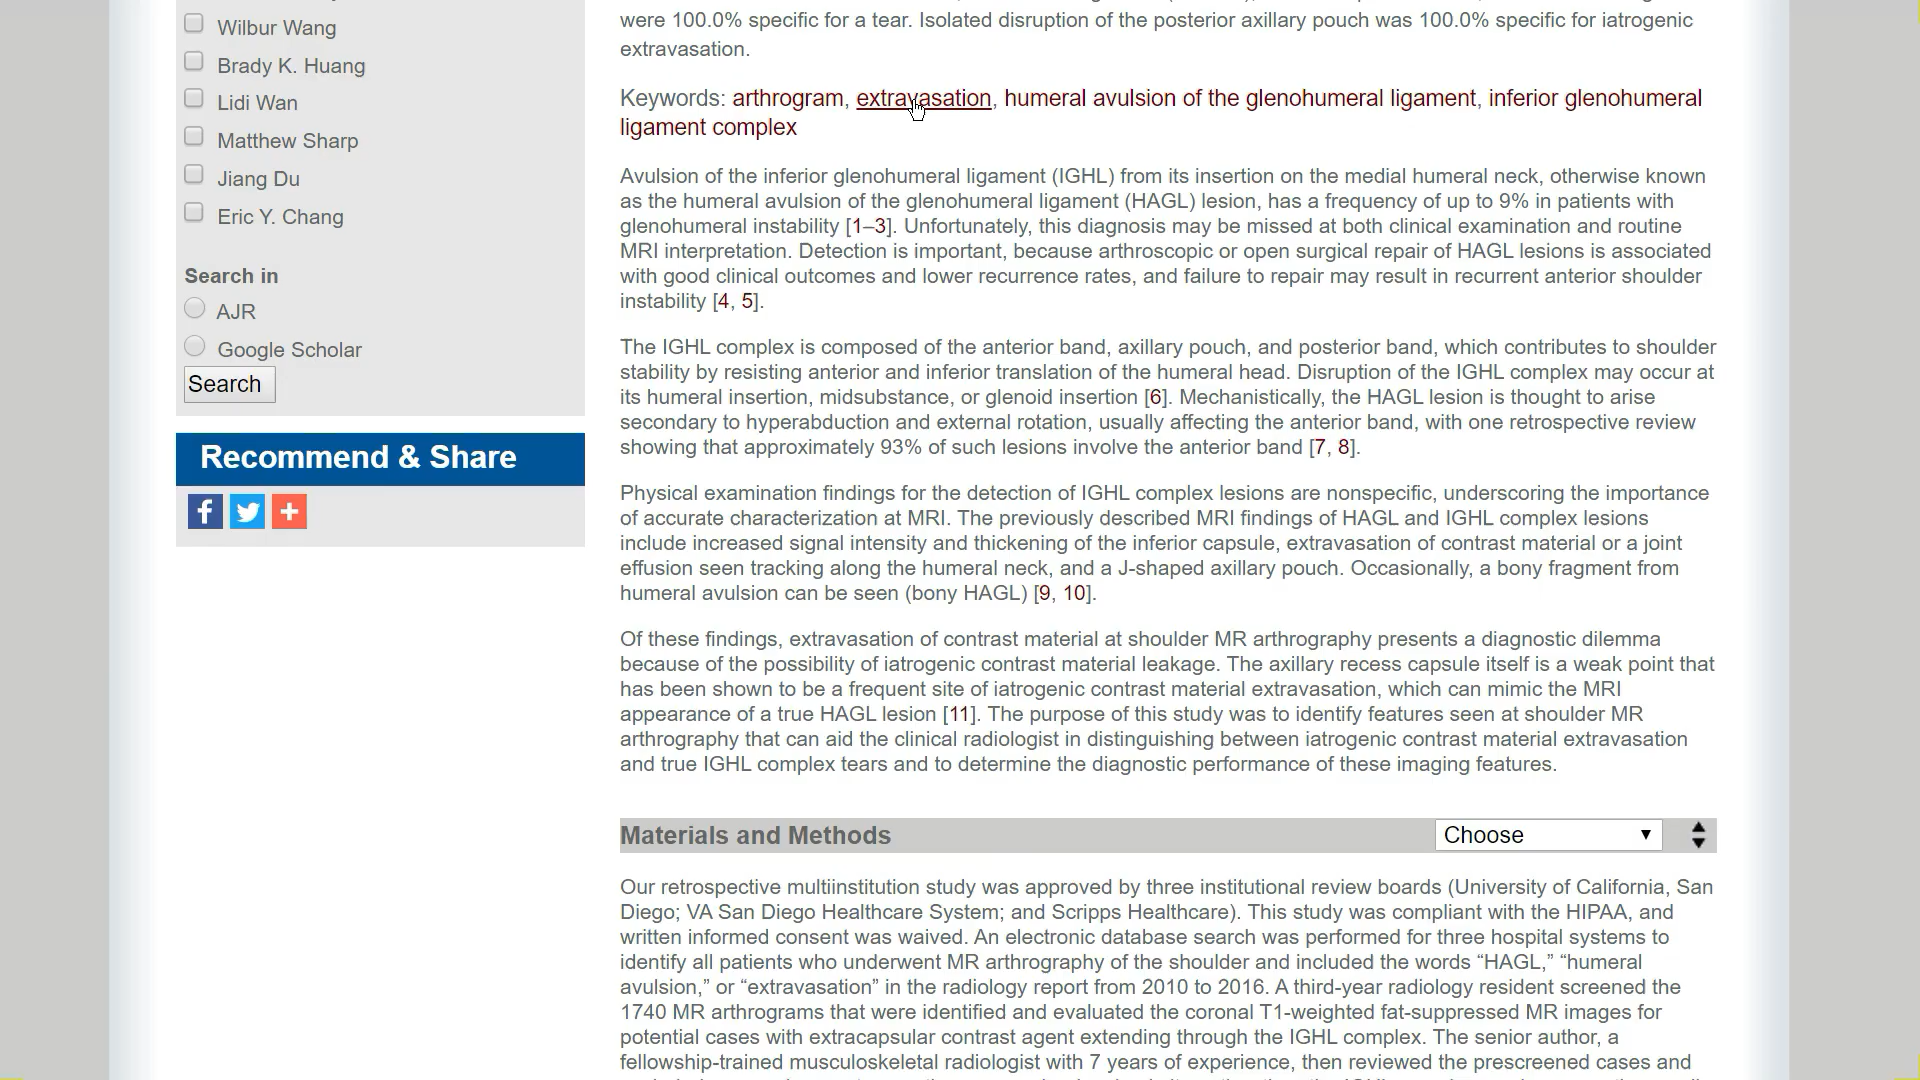 Wilbur Wang
Brady K. Huang
Lidi Wan
Matthew Sharp
Jiang Du
Eric Y. Chang
Search in
AJR
Google Scholar
Search
Recommend & Share
were 100.0% specific for a tear. Isolated disruption of the posterior axillary pouch was 100.0% specific for iatrogenic
extravasation.
Keywords: arthrogram, extravasation, humeral avulsion of the glenohumeral ligament, inferior glenohumeral
ligament complex
Avulsion of the inferior glenohumeral ligament (IGHL) from its insertion on the medial humeral neck, otherwise known
as the humeral avulsion of the glenohumeral ligament (HAGL) lesion, has a frequency of up to 9% in patients with
glenohumeral instability [1–3]. Unfortunately, this diagnosis may be missed at both clinical examination and routine
MRI interpretation. Detection is important, because arthroscopic or open surgical repair of HAGL lesions is associated
with good clinical outcomes and lower recurrence rates, and failure to repair may result in recurrent anterior shoulder
instability [4, 5].
The IGHL complex is composed of the anterior band, axillary pouch, and posterior band, which contributes to shoulder
stability by resisting anterior and inferior translation of the humeral head. Disruption of the IGHL complex may occur at
its humeral insertion, midsubstance, or glenoid insertion [6]. Mechanistically, the HAGL lesion is thought to arise
secondary to hyperabduction and external rotation, usually affecting the anterior band, with one retrospective review
showing that approximately 93% of such lesions involve the anterior band [7, 8].
Physical examination findings for the detection of IGHL complex lesions are nonspecific, underscoring the importance
of accurate characterization at MRI. The previously described MRI findings of HAGL and IGHL complex lesions
include increased signal intensity and thickening of the inferior capsule, extravasation of contrast material or a joint
effusion seen tracking along the humeral neck, and a J-shaped axillary pouch. Occasionally, a bony fragment from
humeral avulsion can be seen (bony HAGL) [9, 10].
Of these findings, extravasation of contrast material at shoulder MR arthrography presents a diagnostic dilemma
because of the possibility of iatrogenic contrast material leakage. The axillary recess capsule itself is a weak point that
has been shown to be a frequent site of iatrogenic contrast material extravasation, which can mimic the MRI
appearance of a true HAGL lesion [11]. The purpose of this study was to identify features seen at shoulder MR
arthrography that can aid the clinical radiologist in distinguishing between iatrogenic contrast material extravasation
and true IGHL complex tears and to determine the diagnostic performance of these imaging features.
Materials and Methods
Choose
Our retrospective multiinstitution study was approved by three institutional review boards (University of California, San
Diego; VA San Diego Healthcare System; and Scripps Healthcare). This study was compliant with the HIPAA, and
written informed consent was waived. An electronic database search was performed for three hospital systems to
identify all patients who underwent MR arthrography of the shoulder and included the words “HAGL,” “humeral
avulsion,” or “extravasation” in the radiology report from 2010 to 2016. A third-year radiology resident screened the
1740 MR arthrograms that were identified and evaluated the coronal T1-weighted fat-suppressed MR images for
potential cases with extracapsular contrast agent extending through the IGHL complex. The senior author, a
fellowship-trained musculoskeletal radiologist with 7 years of experience, then reviewed the prescreened cases and